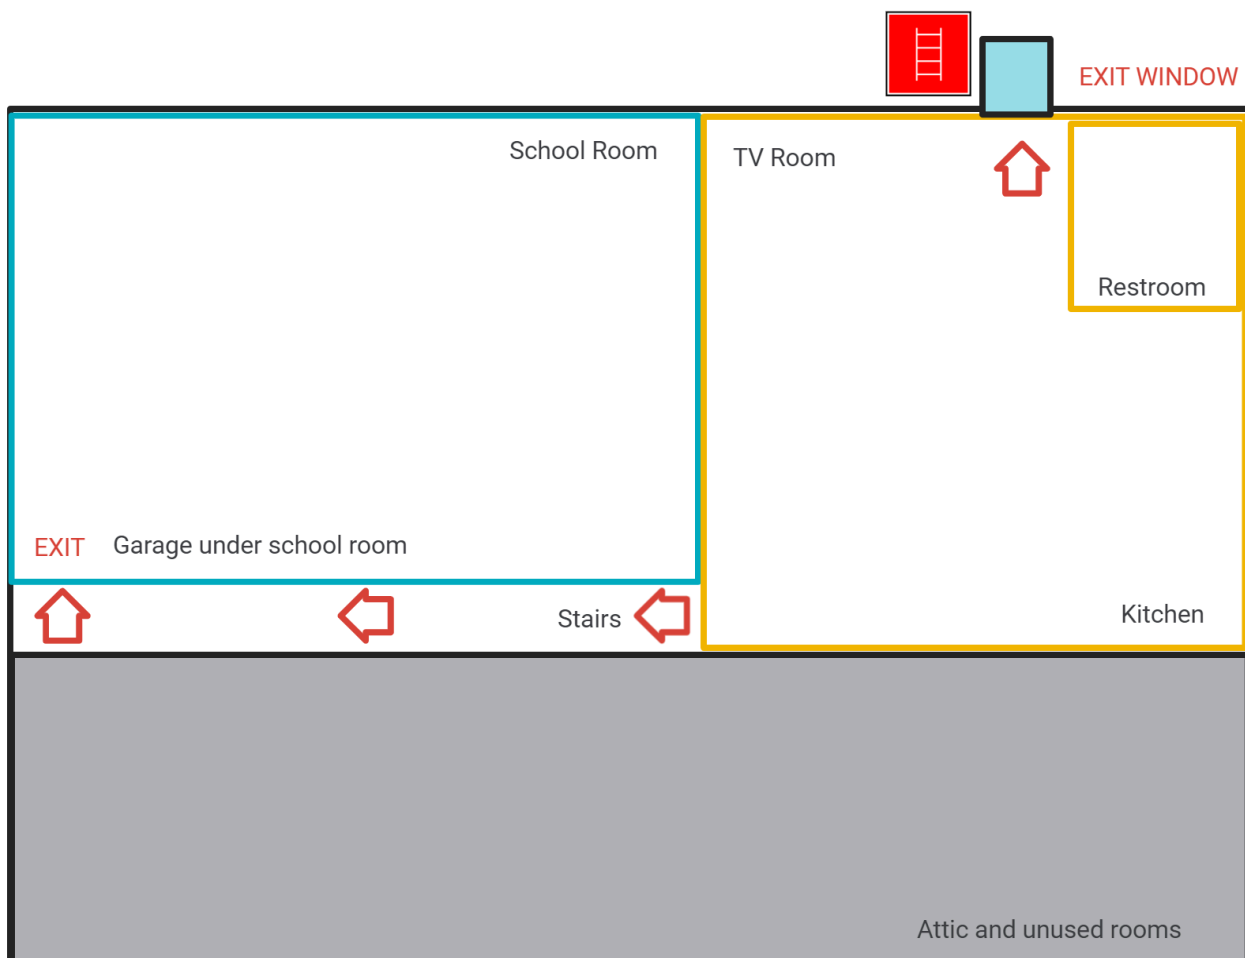 EXIT WINDOW
School Room
TV Room
Restroom
EXIT
Garage under school room
Stairs
Kitchen
Attic and unused rooms